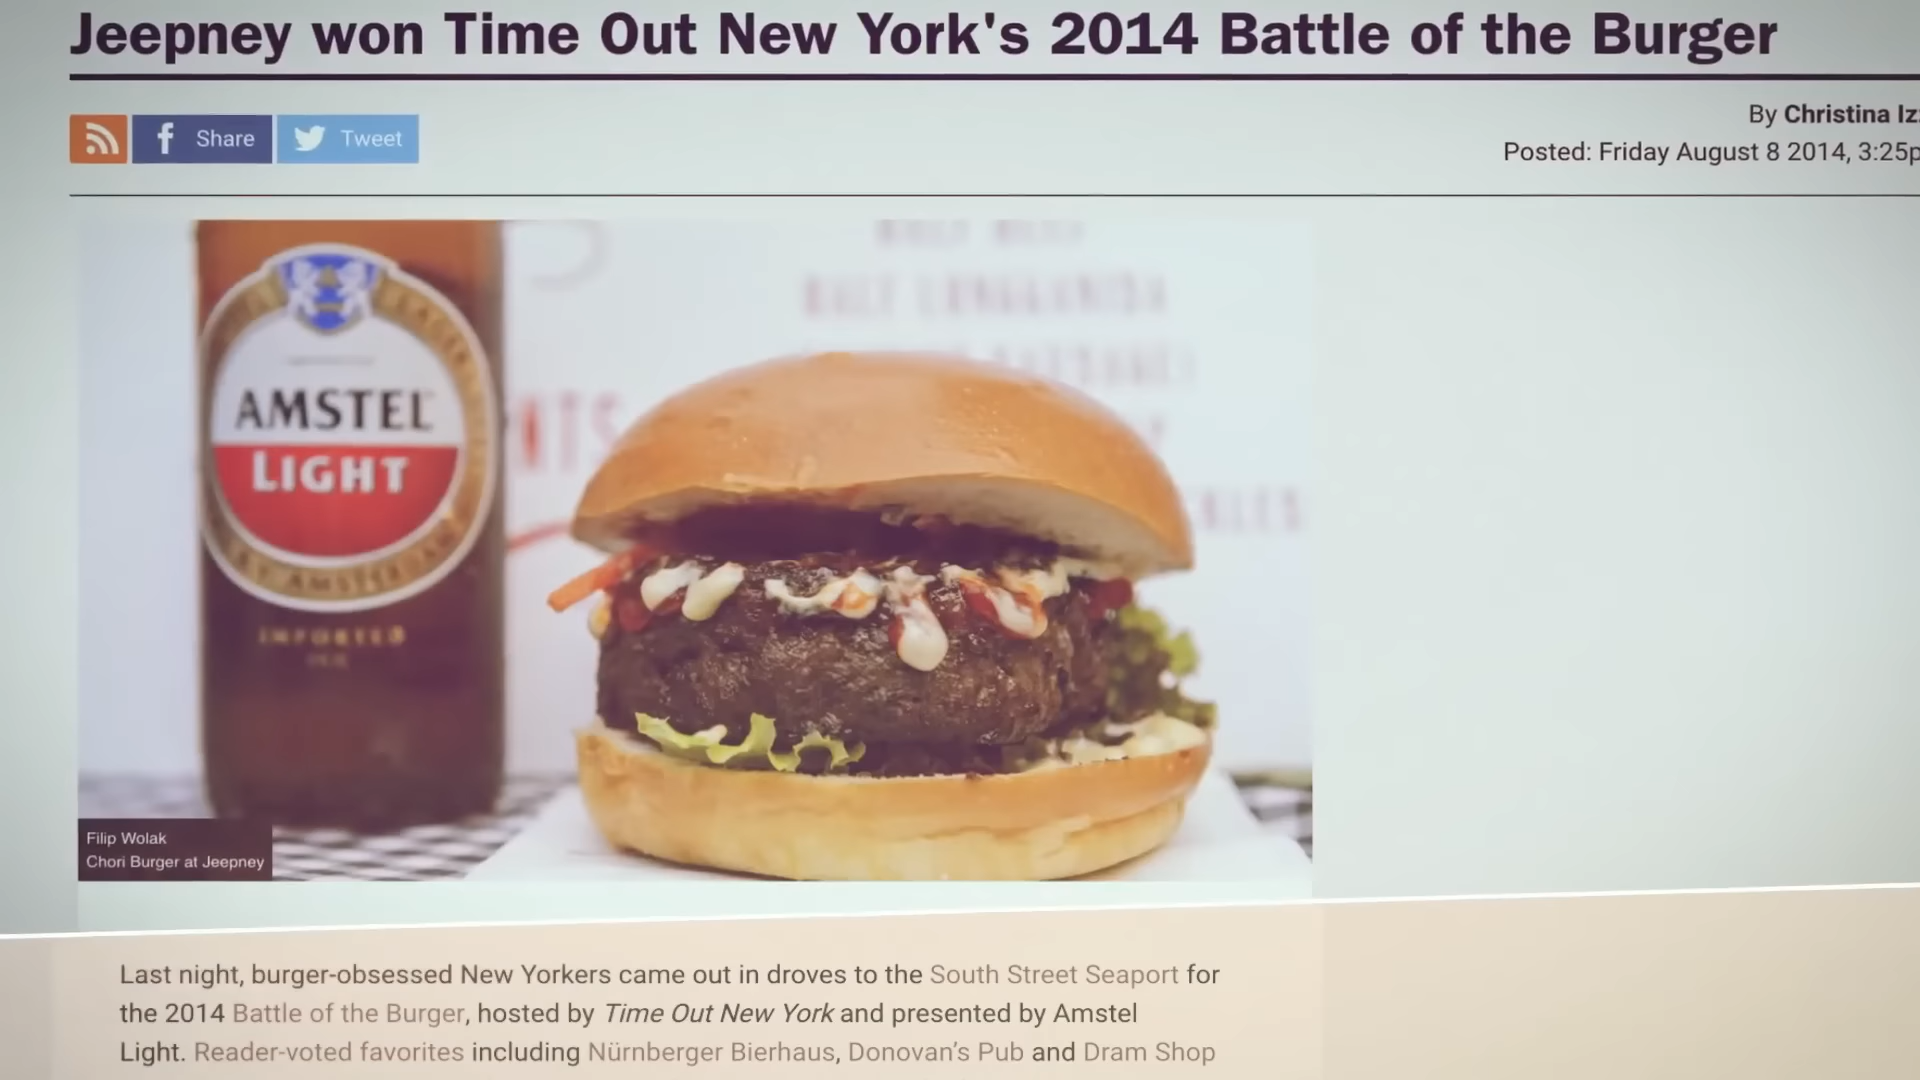 Jeepney won Time Out New York's 2014 Battle of the Burger
Share
Tweet
By Christina Iz
Posted: Friday August 8 2014, 3:25p
AMSTEL
LIGHT
IMPORTED
Filip Wolak
Chori Burger at Jeepney
Last night, burger-obsessed New Yorkers came out in droves to the South Street Seaport for
the 2014 Battle of the Burger, hosted by Time Out New York and presented by Amstel
Light. Reader-voted favorites including Nürnberger Bierhaus, Donovan’s Pub and Dram Shop